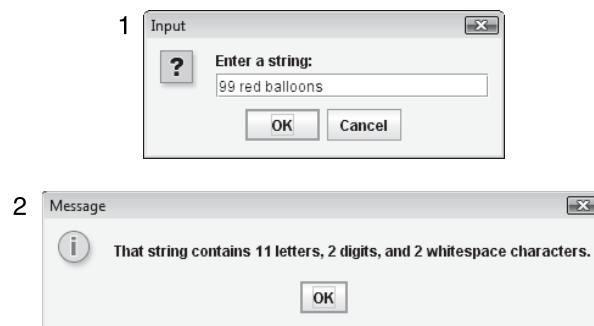 1
Input
?
Enter a string:
99 red balloons
OK Cancel
2
Message
i
That string contains 11 letters, 2 digits, and 2 whitespace characters.
OK